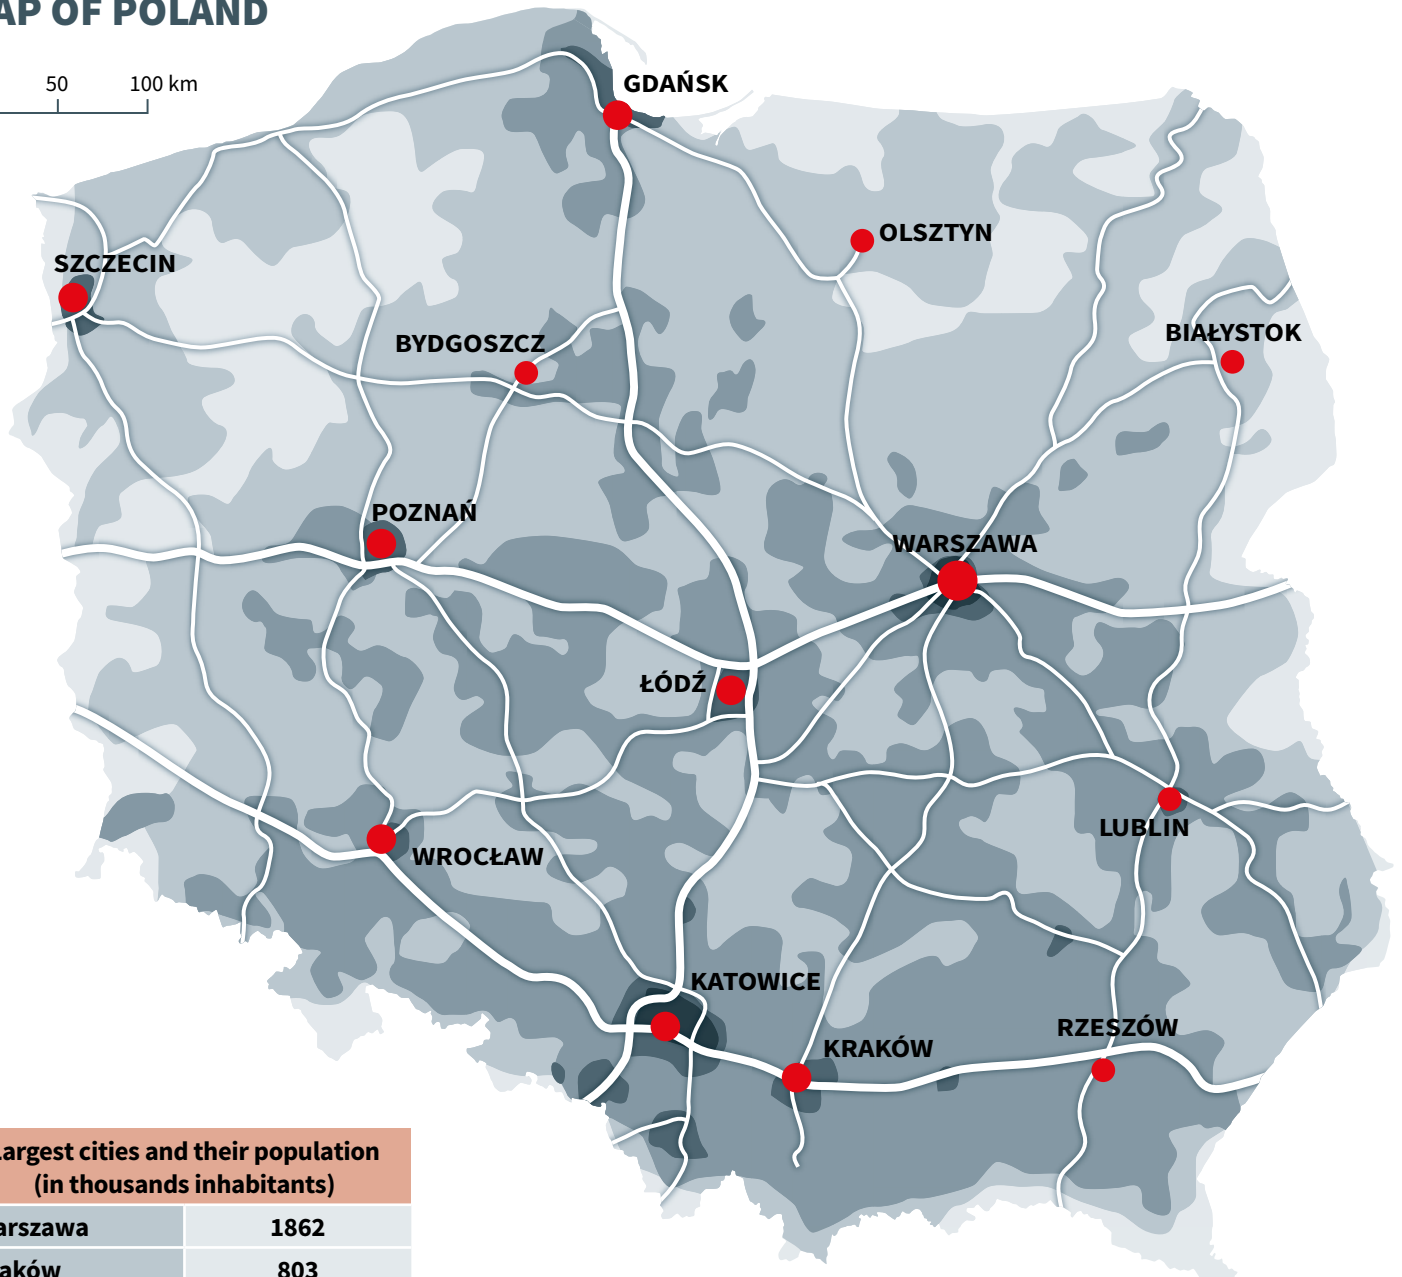 AP OF POLAND
50 100 km
GDAŃSK
OLSZTYN
SZCZECIN
BIAŁYSTOK
BYDGOSZCZ
POZNAŃ
WARSZAWA
ŁÓDŹ
LUBLIN
WROCŁAW
KATOWICE
RZESZÓW
KRAKÓW
largest cities and their population
(in thousands inhabitants)
arszawa 1862
aków 803